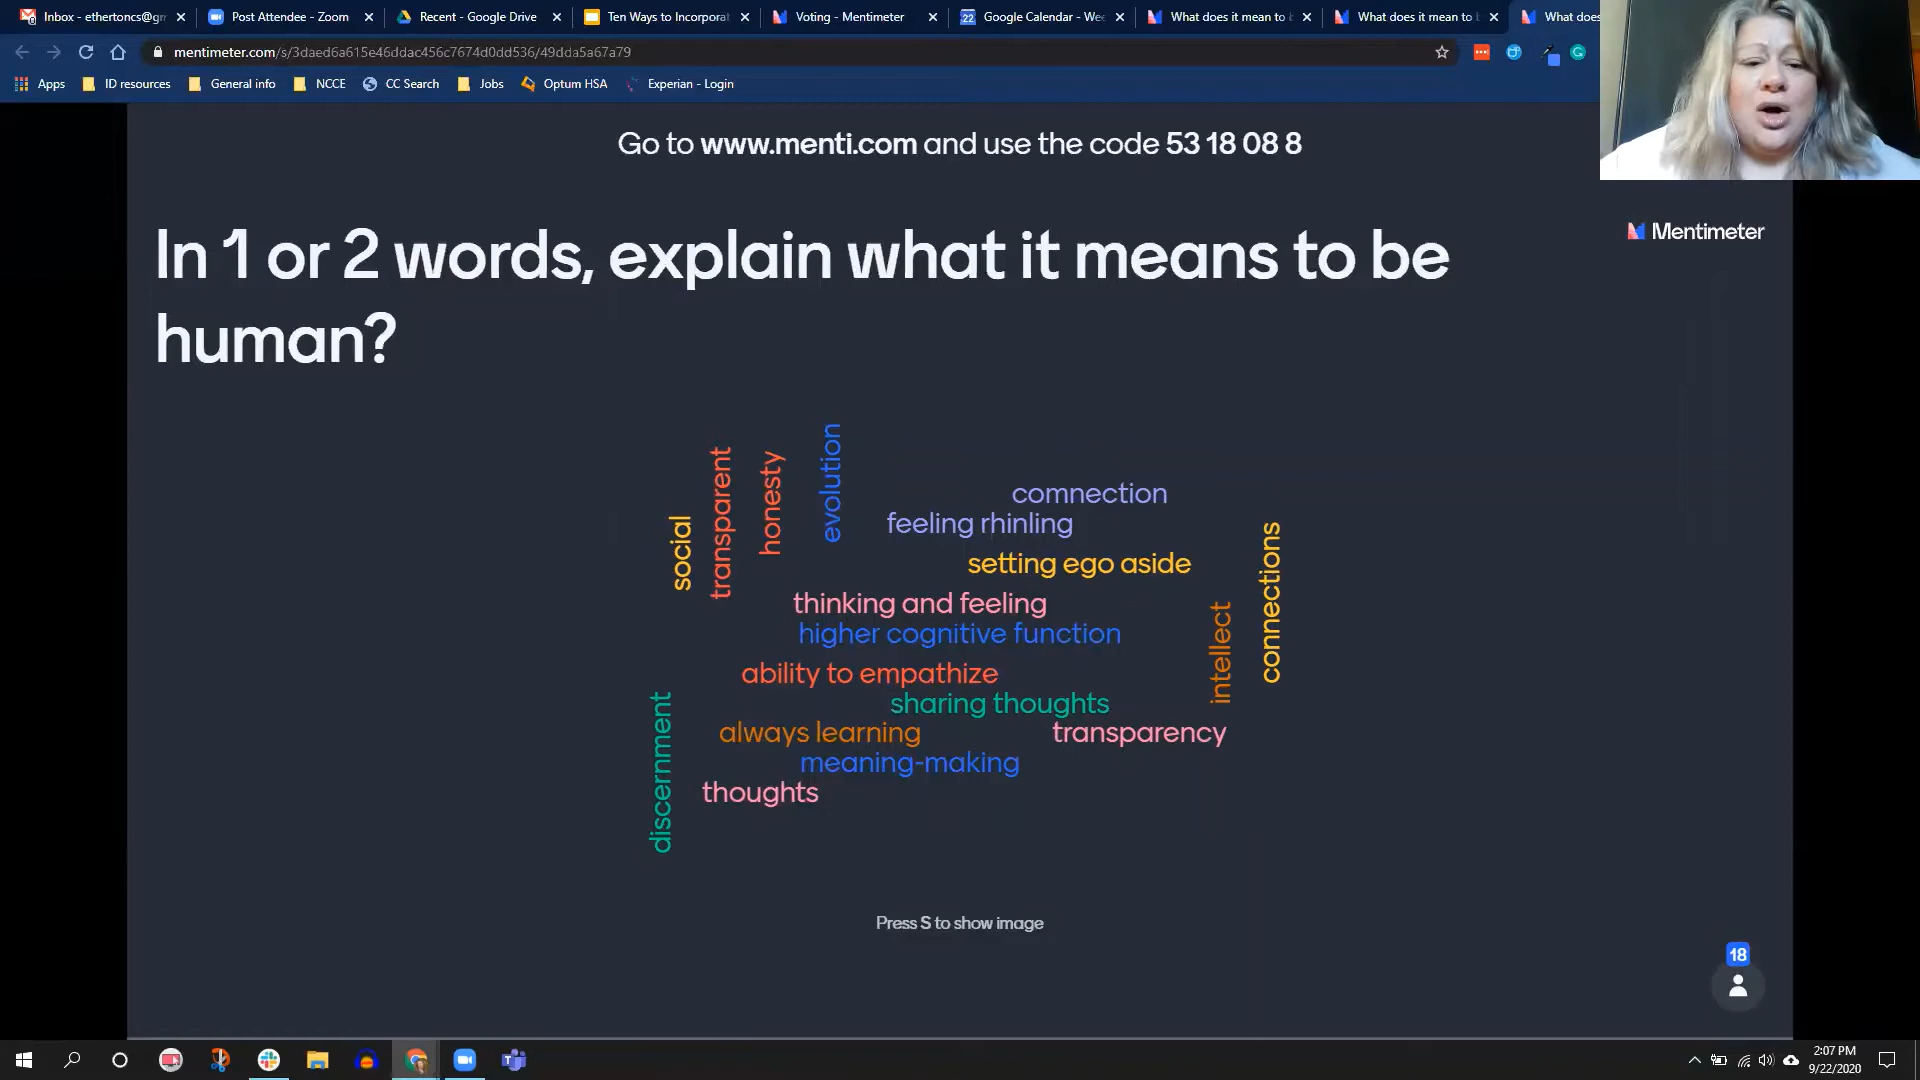 Inbox - ethertoncs@gm
Post Attendee - Zoom
Recent - Google Drive
Ten Ways to Incorporat
Voting - Mentimeter
Google Calendar - Wee
What does it mean to b
What does it mean to b
What does
mentimeter.com/s/3daed6a615e46ddac456c7674d0dd536/49dda5a67a79
Apps
ID resources
General info
NCCE
CC Search
Jobs
Optum HSA
Experian - Login
Go to www.menti.com and use the code 53 18 08 8
Mentimeter
In 1 or 2 words, explain what it means to be
human?
evolution
transparent
honesty
social
comnection
feeling rhinling
connections
setting ego aside
thinking and feeling
intellect
higher cognitive function
ability to empathize
sharing thoughts
discernment
always learning
transparency
meaning-making
thoughts
Press S to show image
18
2:07 PM
9/22/2020